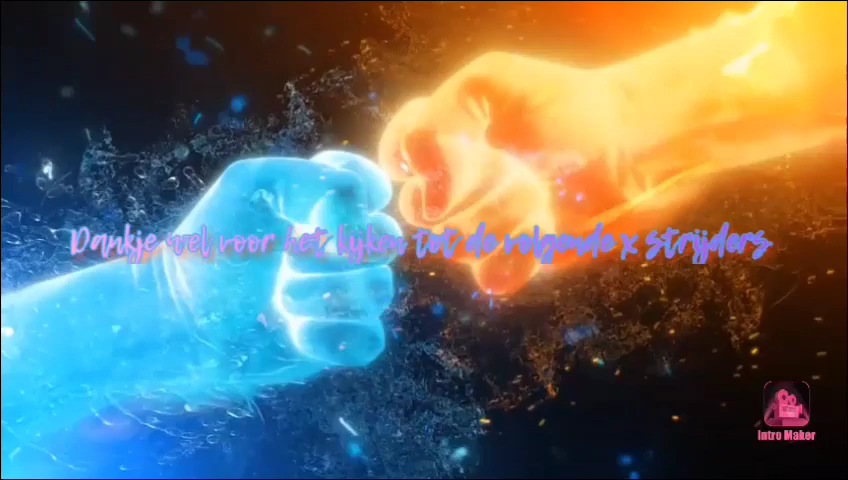 Dankje wel voor het kijken tot de volgende x strijders
Intro Maker